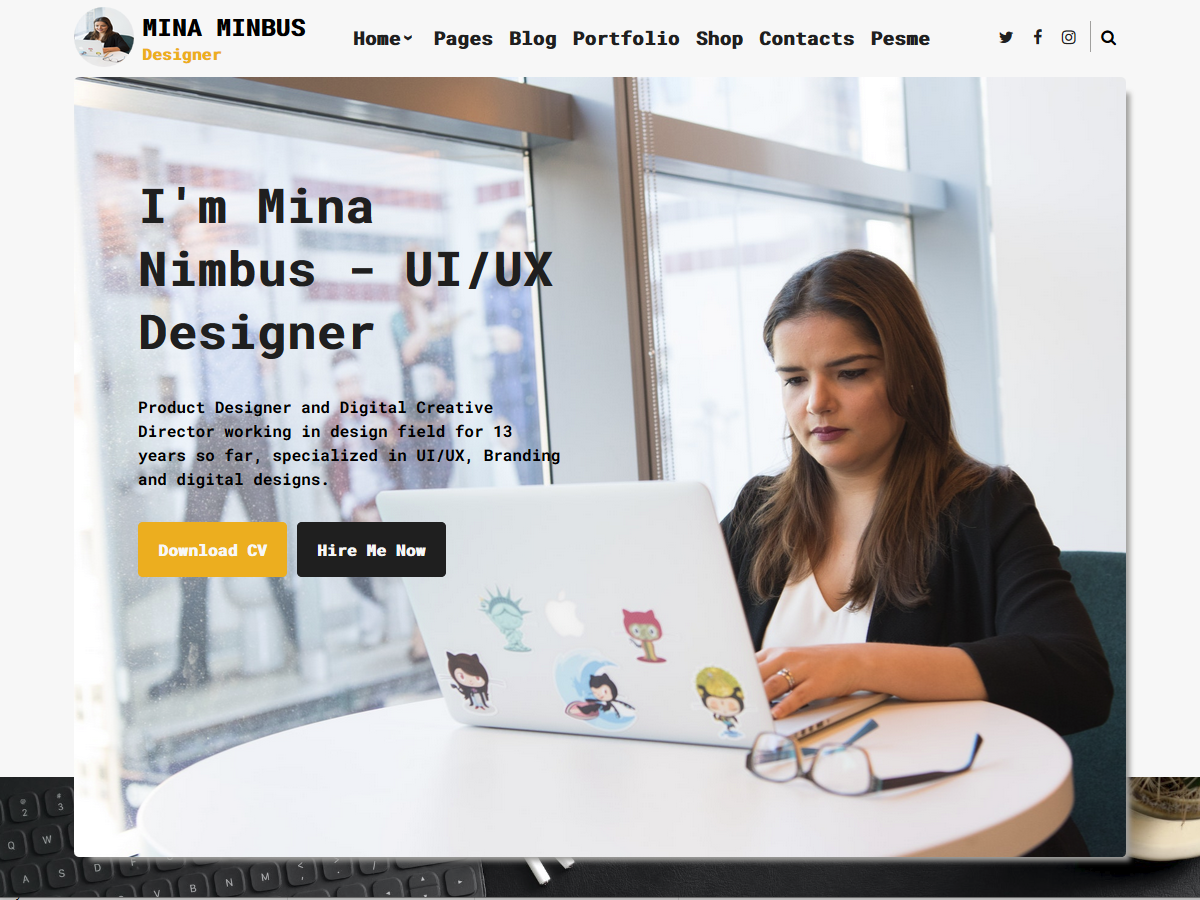 MINA MINBUS
Designer
Home Pages Blog Portfolio Shop Contacts Pesme
I'm Mina
Nimbus - UI/UX
Designer
Product Designer and Digital Creative
Director working in design field for 13
years so far, specialized in UI/UX, Branding
and digital designs.
Download CV Hire Me Now
@ #
2 3
Q W
A S D F
V B N M < >